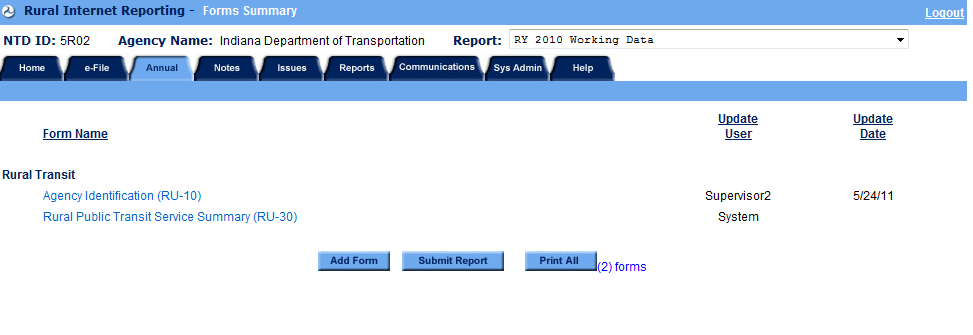 Rural Internet Reporting - Forms Summary Logout
NTD ID: 5R02 Agency Name: Indiana Department of Transportation Report: RY 2010 Working Data
Home e-File Annual Notes Issues Reports Communications Sys Admin Help
Update Update
Form Name User Date
Rural Transit
Agency Identification (RU-10) Supervisor2 5/24/11
Rural Public Transit Service Summary (RU-30) System
Add Form Submit Report Print All (2) forms